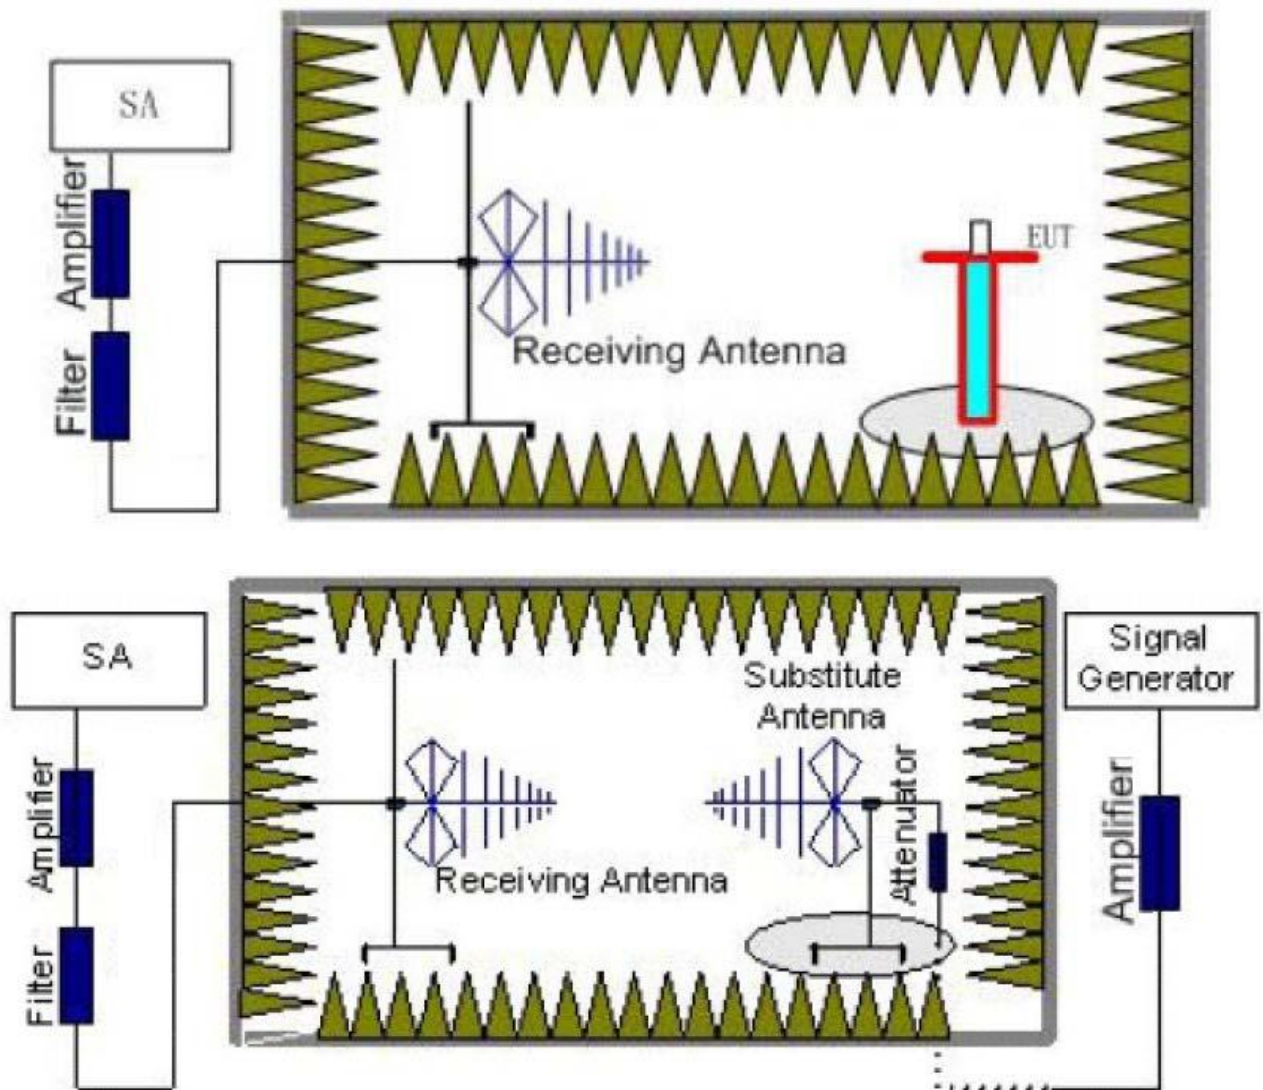 SA
Amplifier
Filter
EUT
Receiving Antenna
SA
Amplifier
Filter
Substitute
Antenna
Attenuator
Receiving Antenna
Signal
Generator
Amplifier